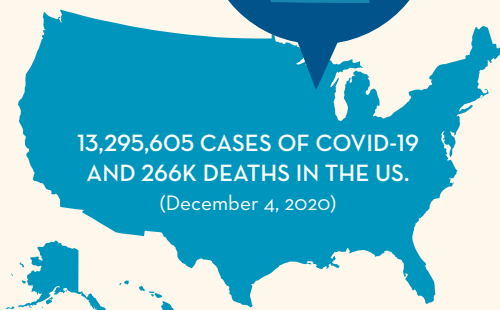 13,295,605 CASES OF COVID-19
AND 266K DEATHS IN THE US.
(December 4, 2020)